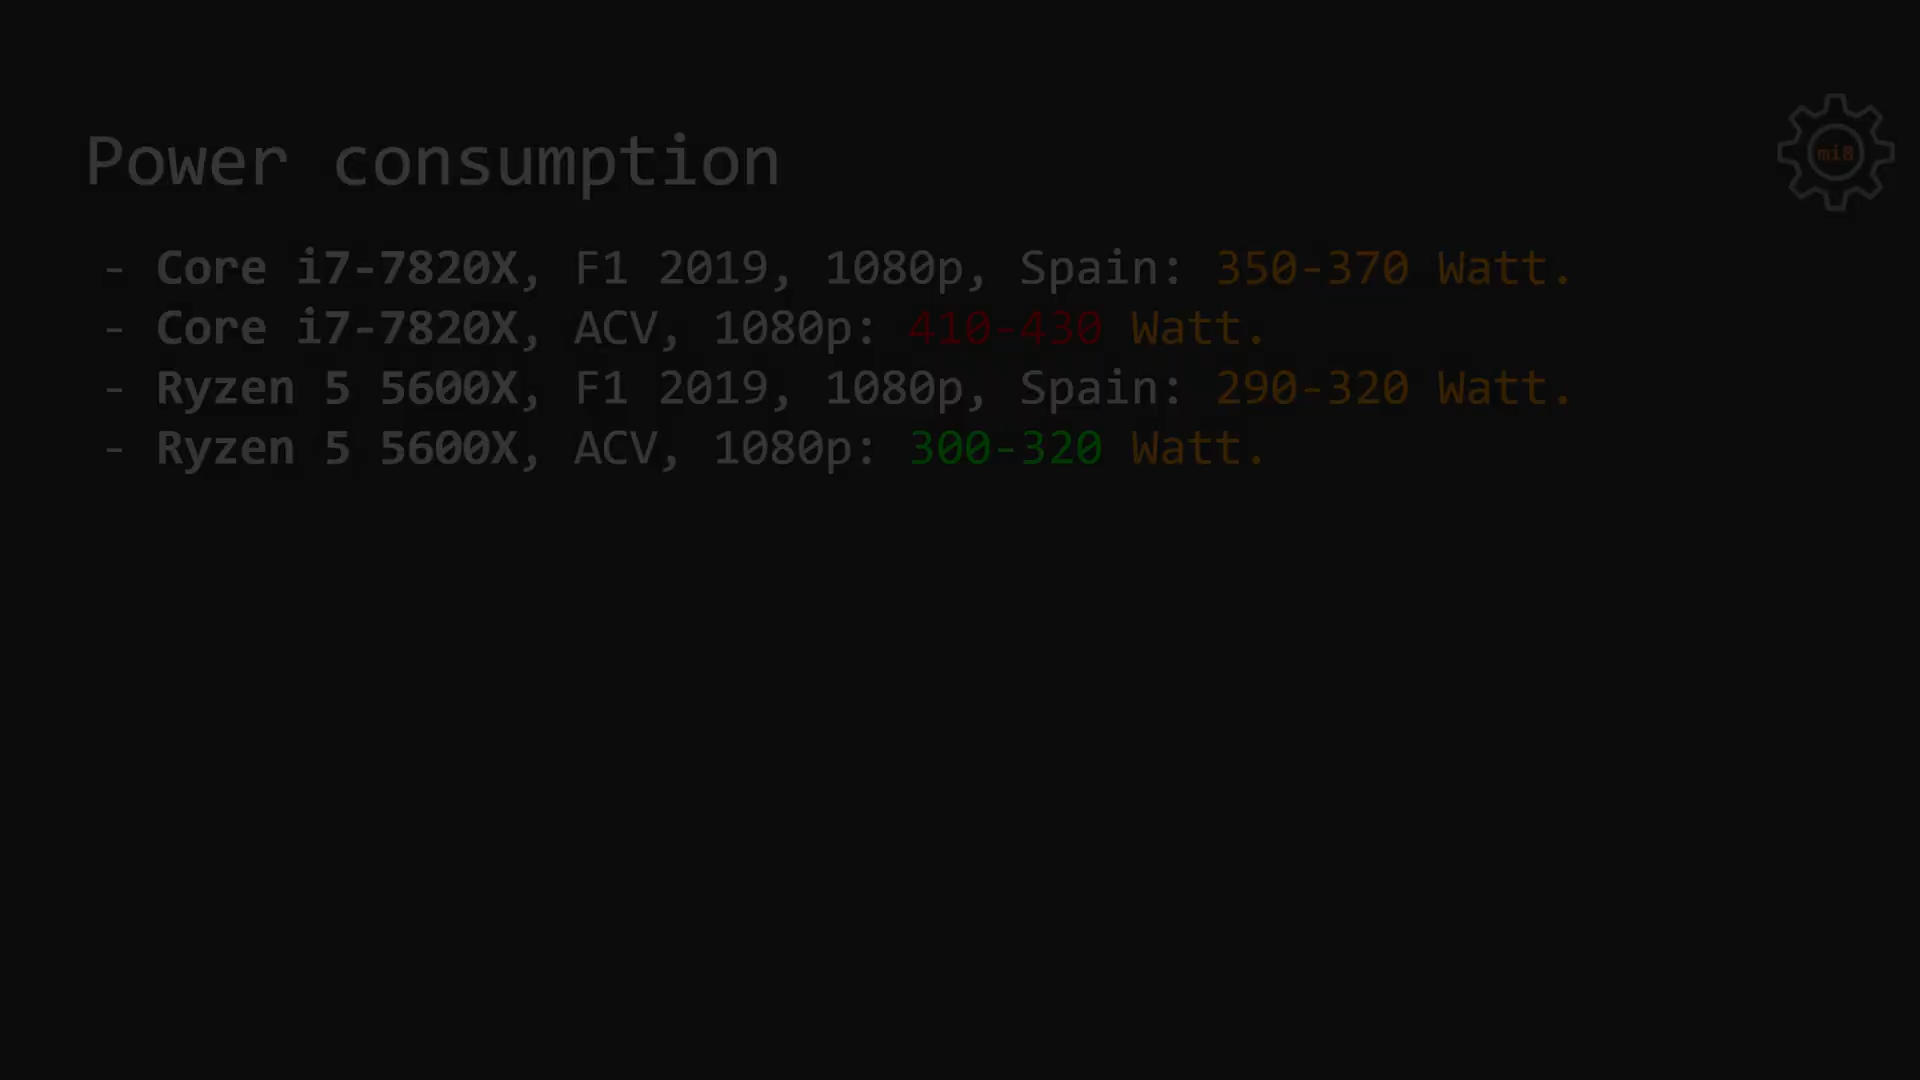 Power consumption
mi8
- Core i7-7820X, F1 2019, 1080p, Spain: 350-370 Watt.
- Core i7-7820X, ACV, 1080p: 410-430 Watt.
- Ryzen 5 5600X, F1 2019, 1080p, Spain: 290-320 Watt.
- Ryzen 5 5600X, ACV, 1080p: 300-320 Watt.